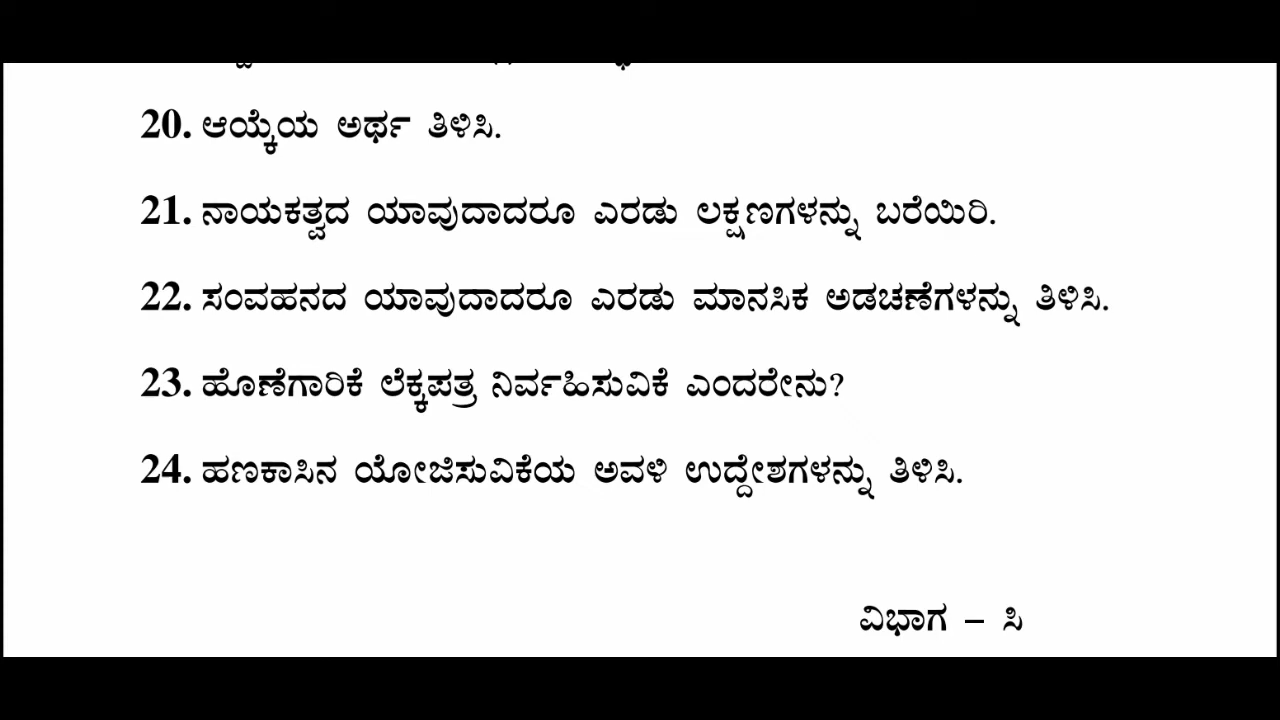 20. ಆಯ್ಕೆಯ ಅರ್ಥ ತಿಳಿಸಿ.
21. ನಾಯಕತ್ವದ ಯಾವುದಾದರೂ ಎರಡು ಲಕ್ಷಣಗಳನ್ನು ಬರೆಯಿರಿ.
22. ಸಂವಹನದ ಯಾವುದಾದರೂ ಎರಡು ಮಾನಸಿಕ ಅಡಚಣೆಗಳನ್ನು ತಿಳಿಸಿ.
23. ಹೊಣೆಗಾರಿಕೆ ಲೆಕ್ಕಪತ್ರ ನಿರ್ವಹಿಸುವಿಕೆ ಎಂದರೇನು?
24. ಹಣಕಾಸಿನ ಯೋಜಿಸುವಿಕೆಯ ಅವಳಿ ಉದ್ದೇಶಗಳನ್ನು ತಿಳಿಸಿ.
ವಿಭಾಗ – ಸಿ